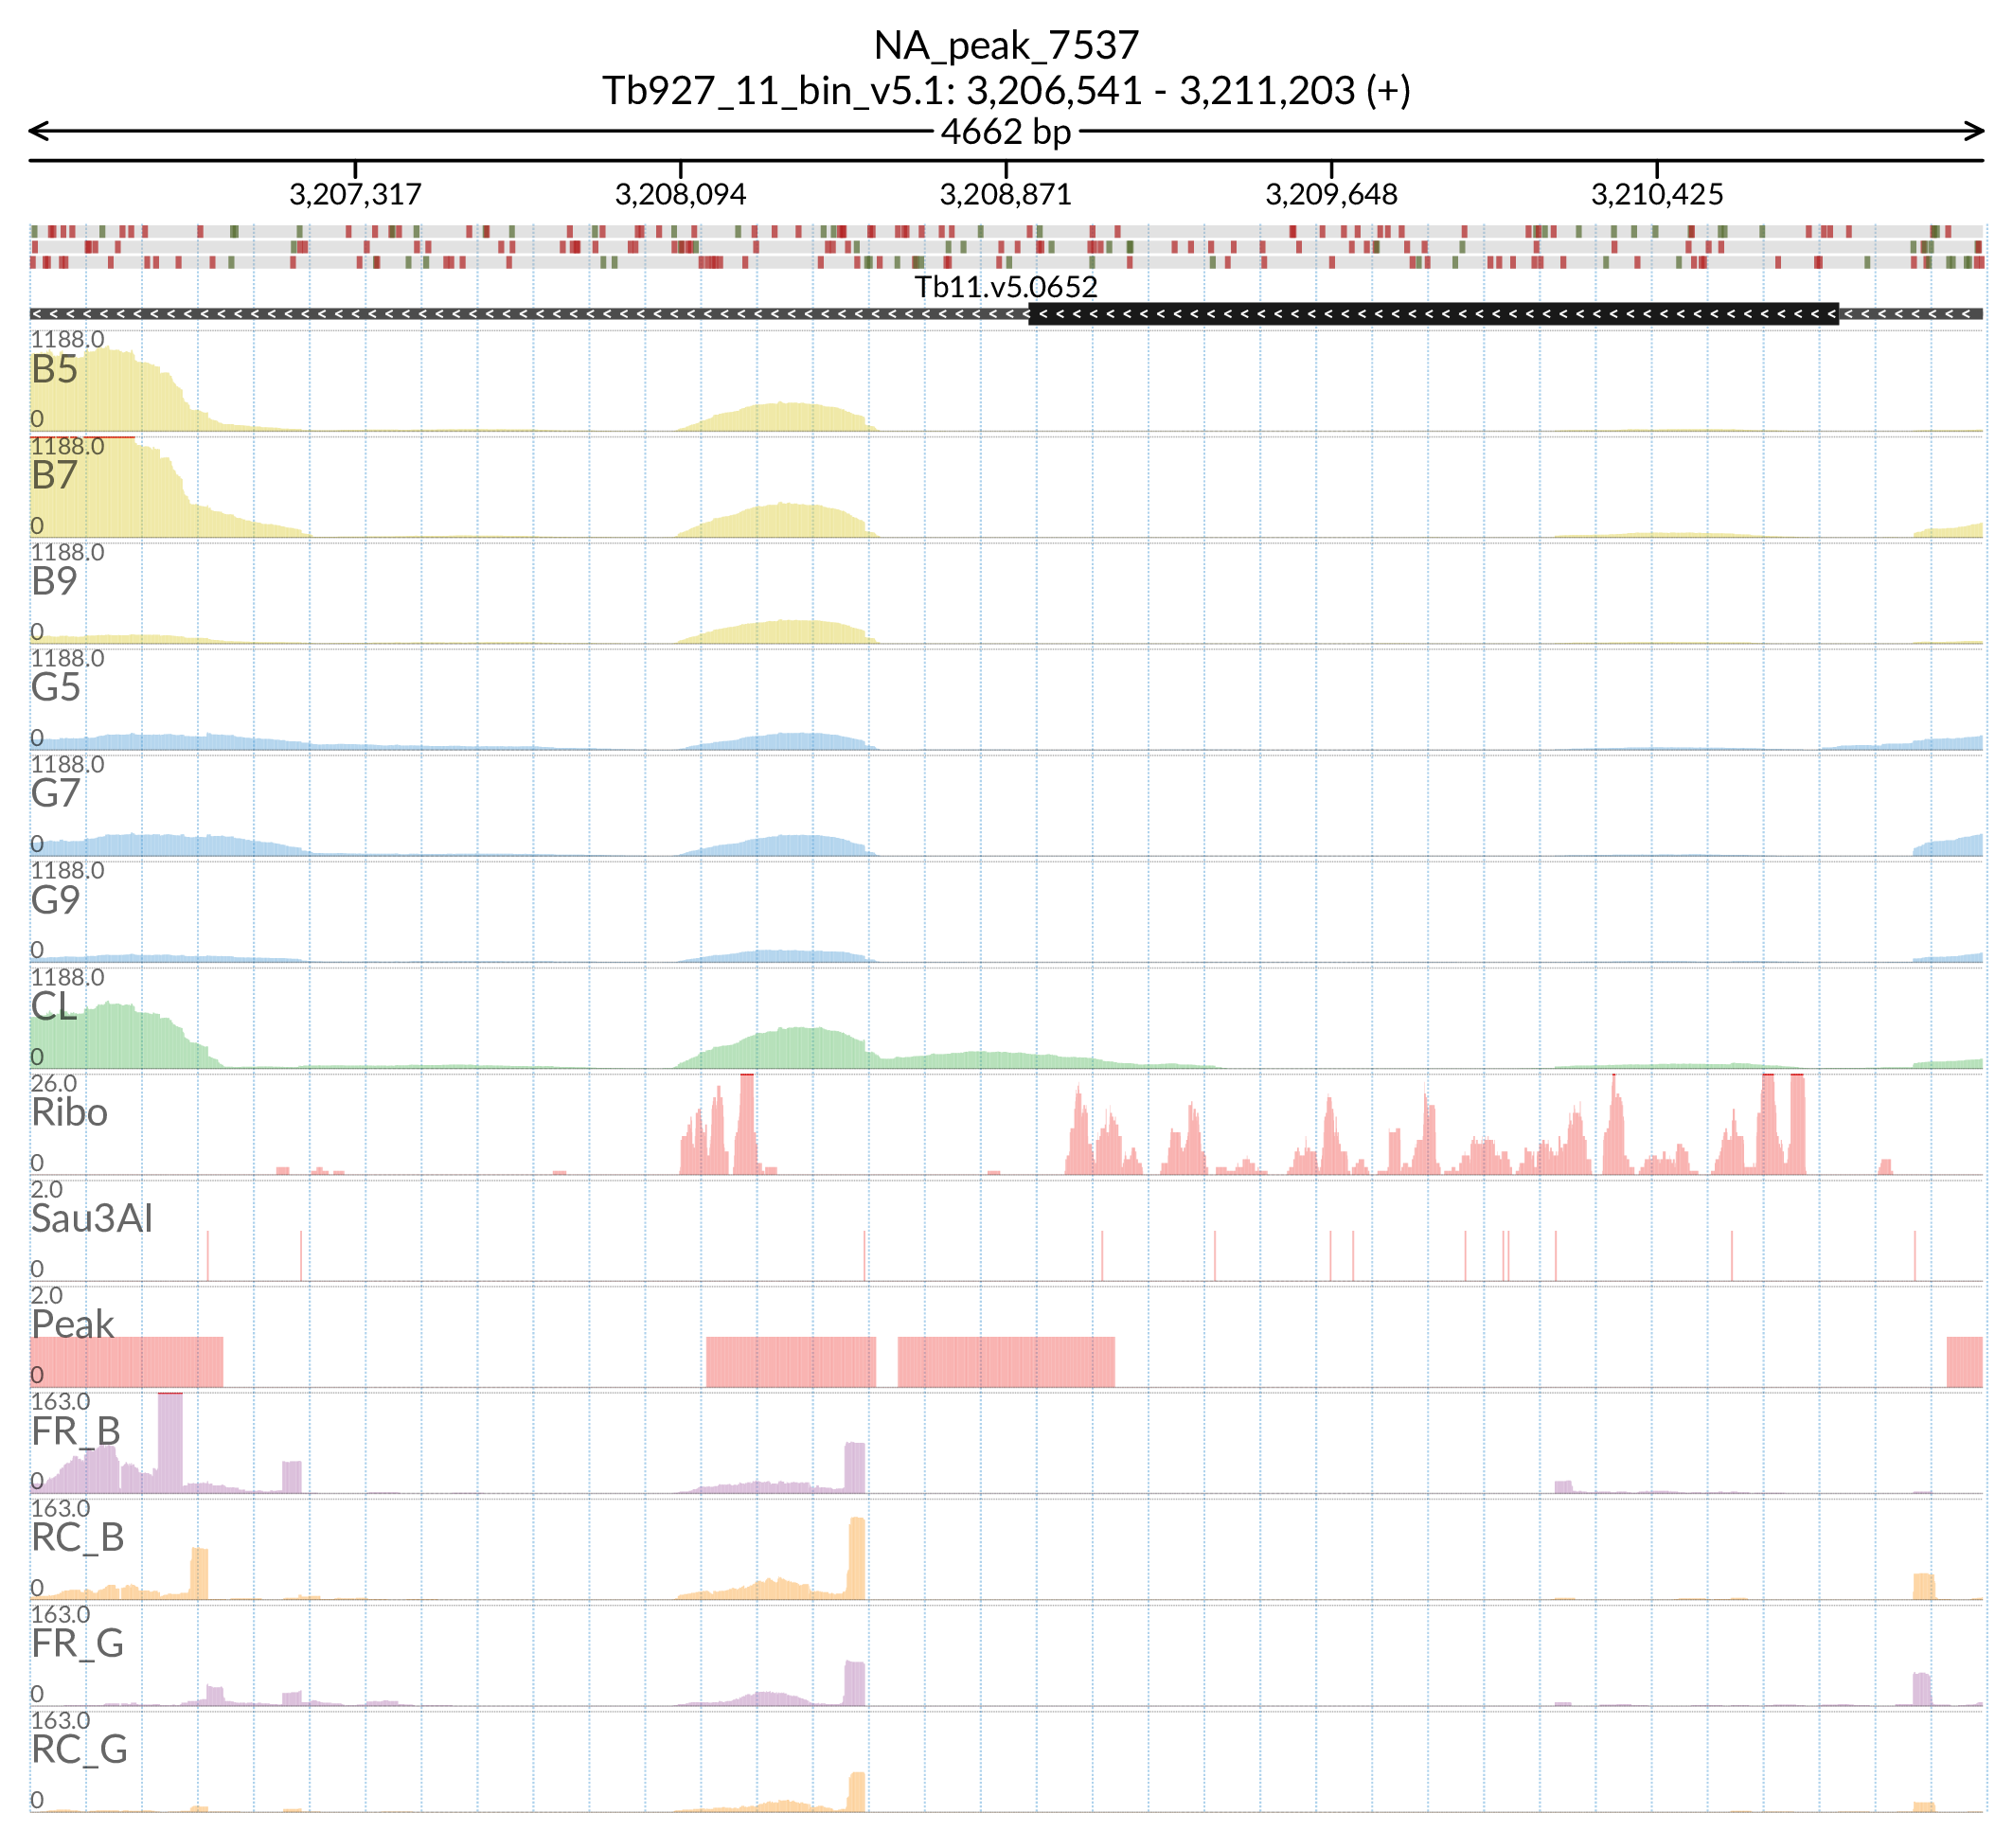 NA_peak_7537
Tb927_11_bin_v5.1: 3,206,541 - 3,211,203 (+)
4662 bp
3,207,317 3,208,094 3,208,871 3,209,648 3,210,425
Tb11.v5.0652
1188.0
B5
0
1188.0
B7
0
1188.0
B9
0
1188.0
G5
0
1188.0
G7
0
1188.0
G9
0
1188.0
CL
0
26.0
Ribo
0
2.0
Sau3AI
0
2.0
Peak
0
163.0
FR_B
0
163.0
RC_B
0
163.0
FR_G
0
163.0
RC_G
0